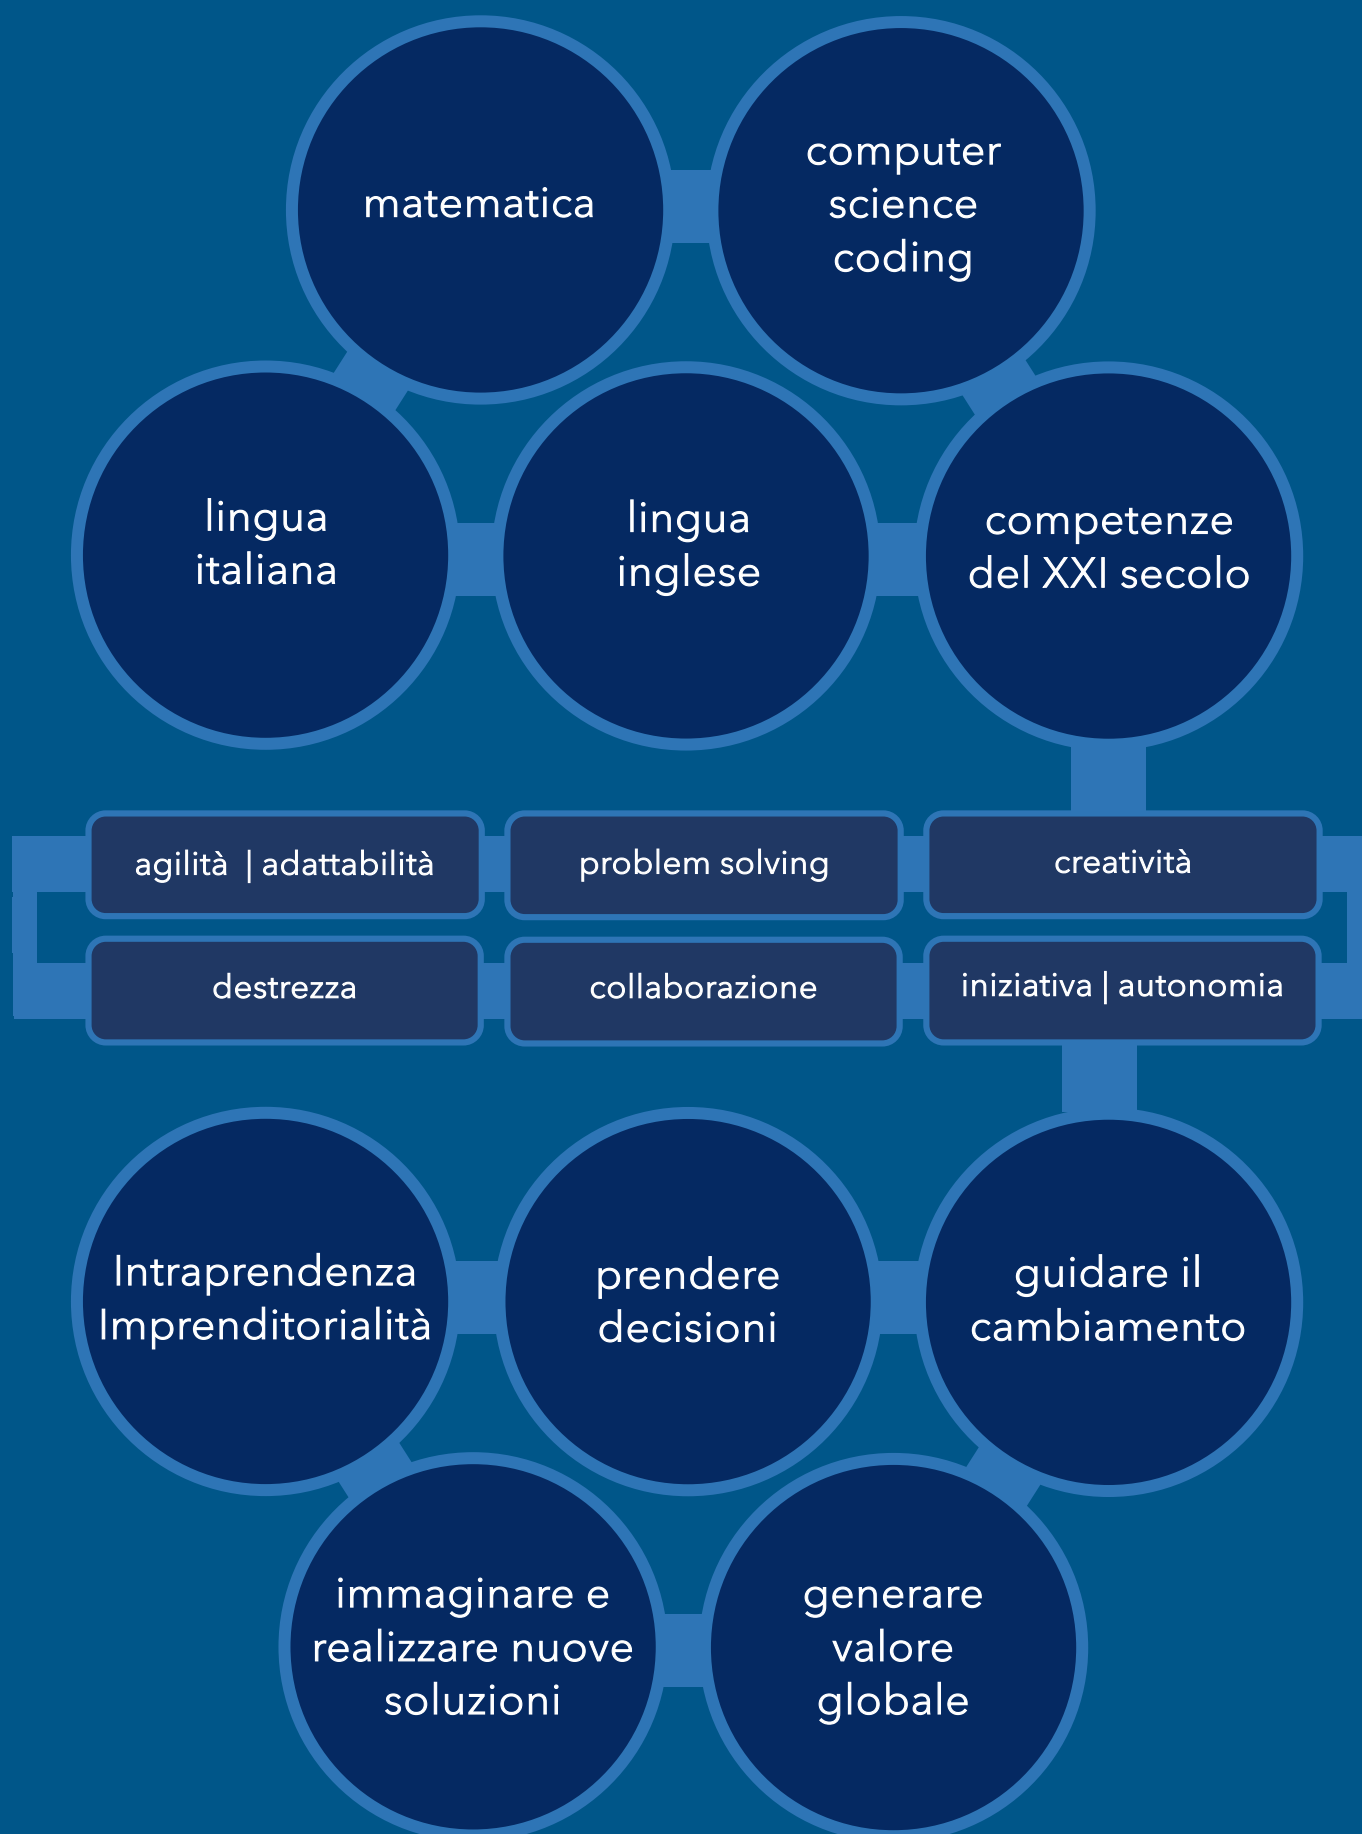 matematica
computer
science
coding
lingua
italiana
lingua
inglese
competenze
del XXI secolo
agilità | adattabilità
problem solving
creatività
destrezza
collaborazione
iniziativa | autonomia
Intraprendenza
Imprenditorialità
prendere
decisioni
guidare il
cambiamento
immaginare e
realizzare nuove
soluzioni
generare
valore
globale